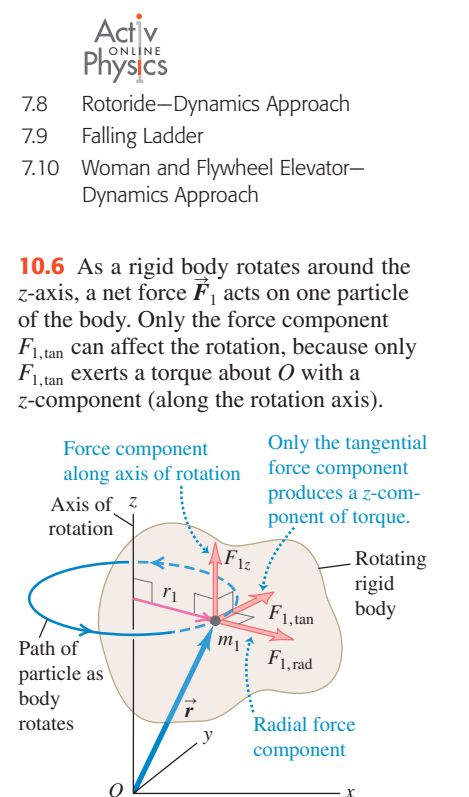 Activ
ONLINE
Physics
7.8 Rotoride—Dynamics Approach
7.9 Falling Ladder
7.10 Woman and Flywheel Elevator—
Dynamics Approach
10.6 As a rigid body rotates around the
z-axis, a net force F⃗₁ acts on one particle
of the body. Only the force component
F₁,tan can affect the rotation, because only
F₁,tan exerts a torque about O with a
z-component (along the rotation axis).
Force component
along axis of rotation
Only the tangential
force component
produces a z-com-
ponent of torque.
Axis of
rotation
z
F₁z
Rotating
rigid
body
r₁
F₁,tan
m₁
F₁,rad
Path of
particle as
body
rotates
r⃗
y
Radial force
component
O
x